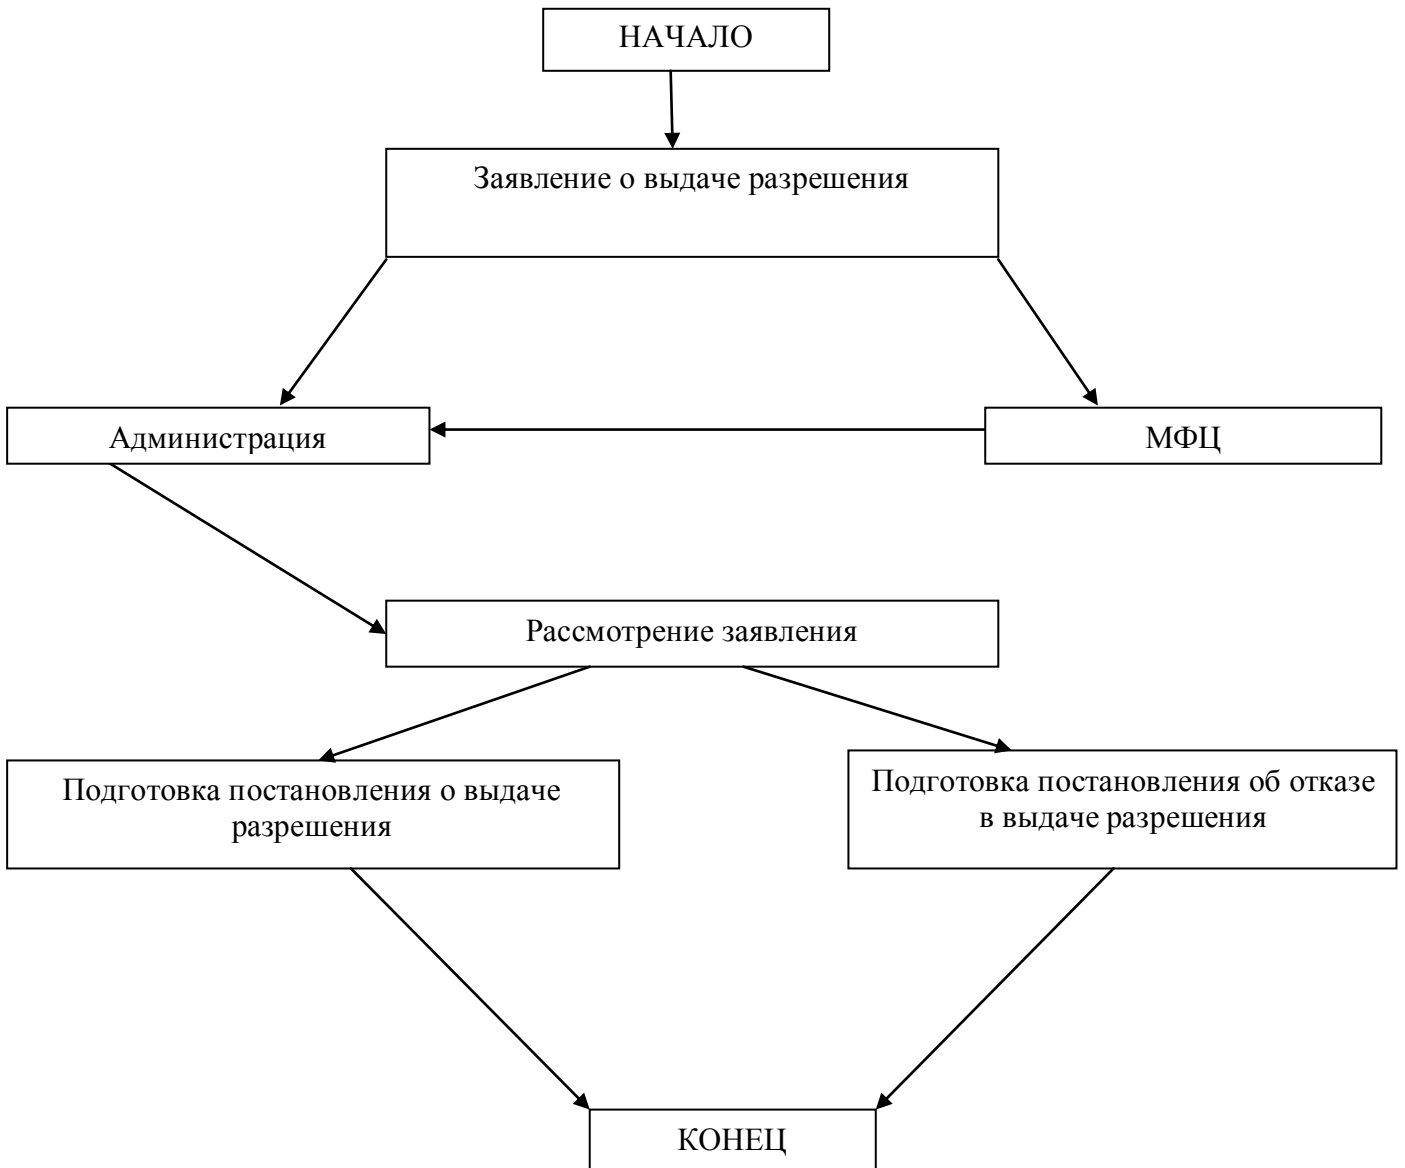 НАЧАЛО
Заявление о выдаче разрешения
Администрация
МФЦ
Рассмотрение заявления
Подготовка постановления о выдаче
разрешения
Подготовка постановления об отказе
в выдаче разрешения
КОНЕЦ